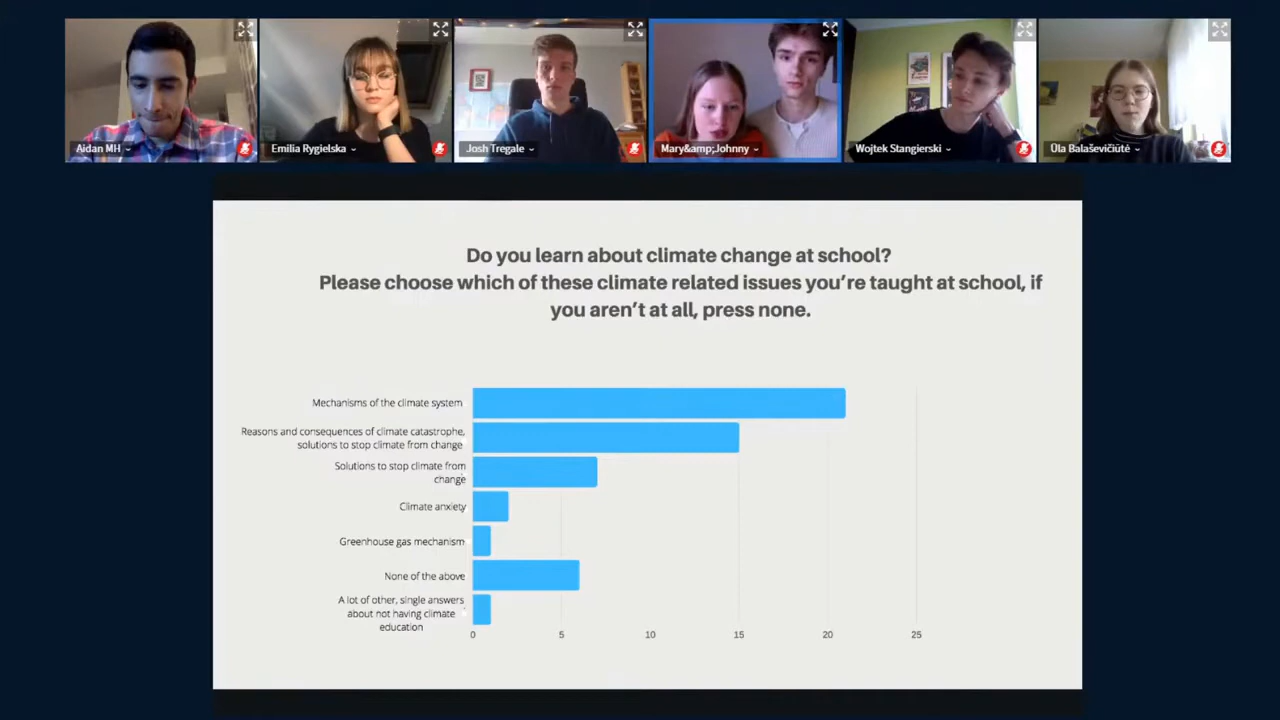 Aidan MH
Emilia Rygielska
Josh Tregale
Mary&amp;Johnny
Wojtek Stangierski
Ūla Balaševičiūtė
Do you learn about climate change at school?
Please choose which of these climate related issues you're taught at school, if
you aren't at all, press none.
Mechanisms of the climate system
Reasons and consequences of climate catastrophe,
solutions to stop climate from change
Solutions to stop climate from
change
Climate anxiety
Greenhouse gas mechanism
None of the above
A lot of other, single answers
about not having climate
education
0 5 10 15 20 25